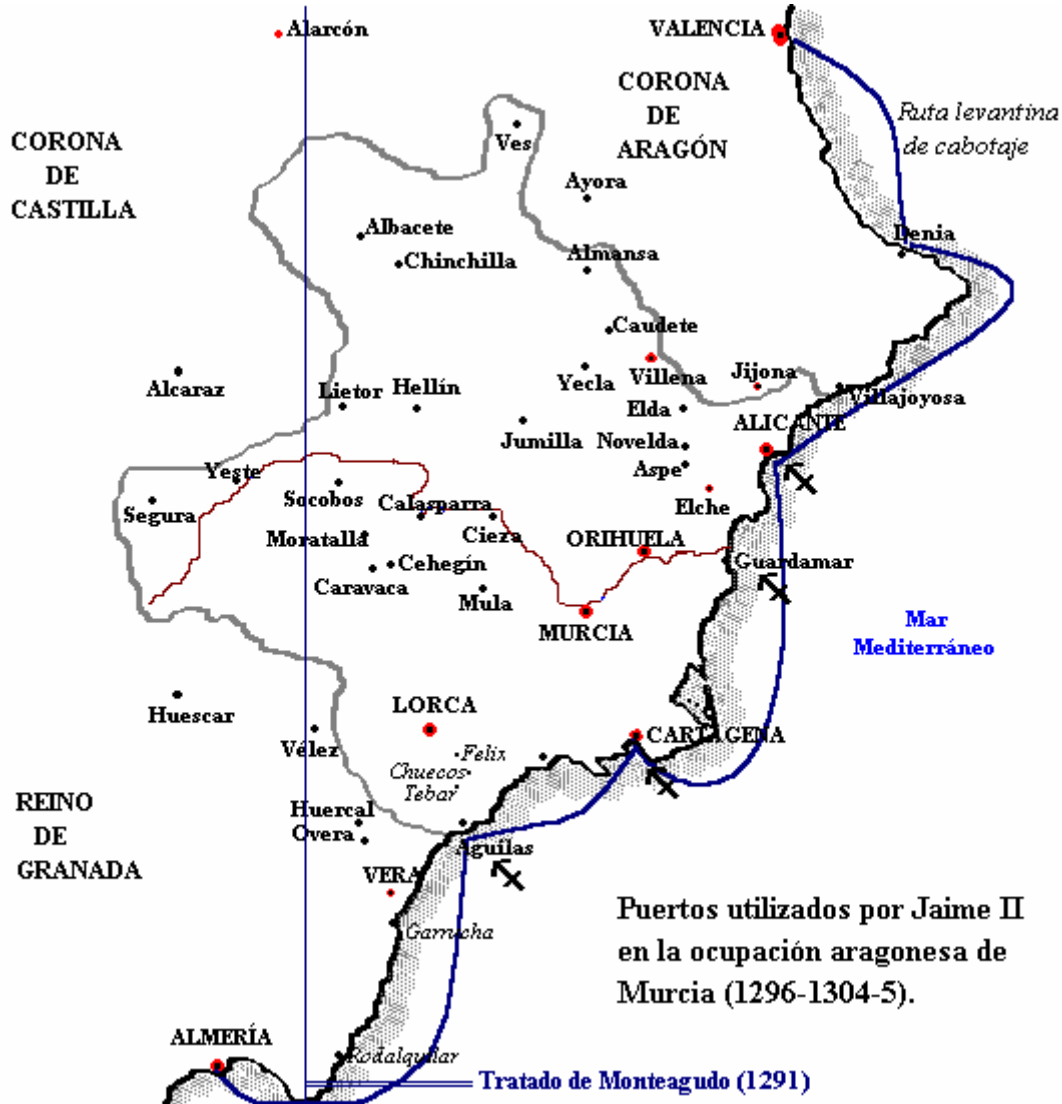 Alarcón
VALENCIA
CORONA
DE
CASTILLA
CORONA
DE
ARAGÓN
Ruta levantina
de cabotaje
Ves
Ayora
Albacete
Chinchilla
Almansa
Denia
Caudete
Alcaraz
Lietor
Hellín
Yecla
Villena
Jijona
Villajoyosa
Elda
Jumilla
Novelda
ALICANTE
Aspe
Yeste
Segura
Socobos
Calasparra
Cieza
Elche
Moratalla
Cehegín
Caravaca
Mula
ORIHUELA
Guardamar
MURCIA
Mar
Mediterráneo
Huescar
LORCA
Vélez
Felix
Chuecos
Tebar
CARTAGENA
REINO
DE
GRANADA
Huercal
Overa
Aguilas
VERA
Garrucha
Puertos utilizados por Jaime II
en la ocupación aragonesa de
Murcia (1296-1304-5).
ALMERÍA
Rodalquilar
Tratado de Monteagudo (1291)